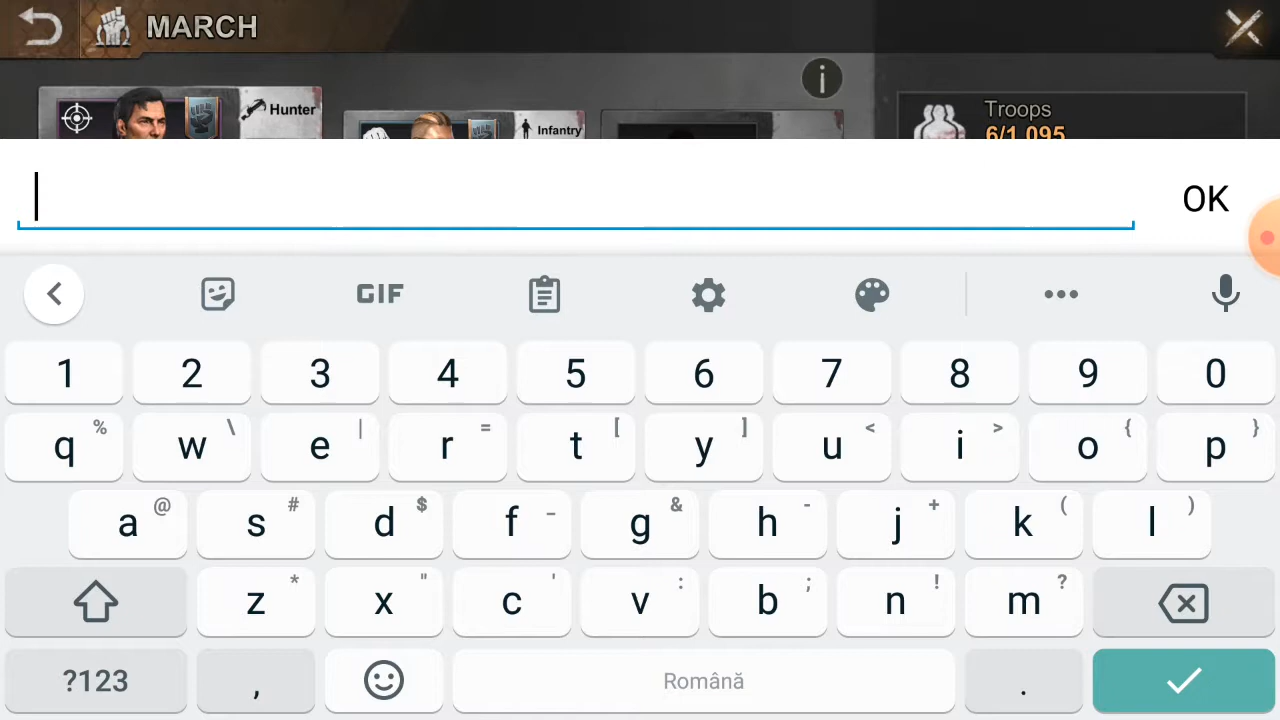 MARCH
Hunter
Infantry
Troops
6/1,095
OK
GIF
1 2 3 4 5 6 7 8 9 0
q % w \ e | r = t [ y ] u < i > o { p }
a @ s # d $ f _ g & h - j + k ( l )
z * x " c ' v : b ; n ! m ?
?123 , Română .